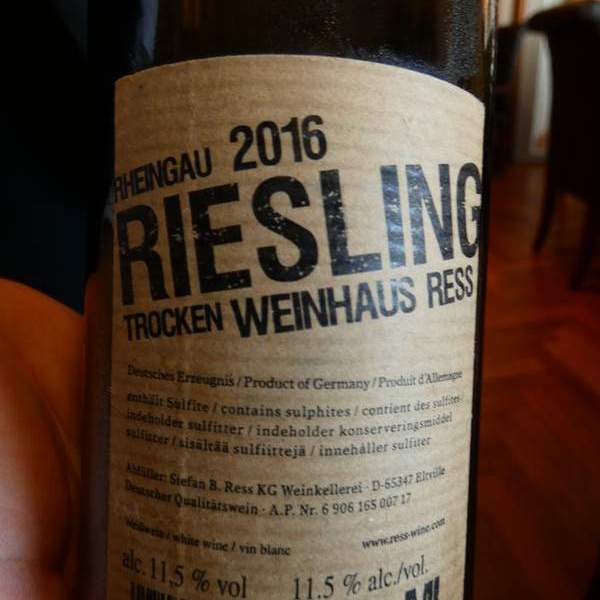 RHEINGAU 2016
RIESLING
TROCKEN WEINHAUS RESS
Deutsches Erzeugnis / Product of Germany / Produit d'Allemagne
enthält Sulfite / contains sulphites / contient des sulfites /
indeholder sulfitter / indeholder konserveringsmiddel
sulfitter / sisältää sulfiittejä / innehåller sulfiter
Abfüller: Stefan B. Ress KG Weinkellerei · D-65347 Eltville
Deutscher Qualitätswein · A.P. Nr. 6 906 165 007 17
Weißwein / white wine / vin blanc www.ress-wine.com
alc. 11,5 % vol 11.5 % alc./vol.